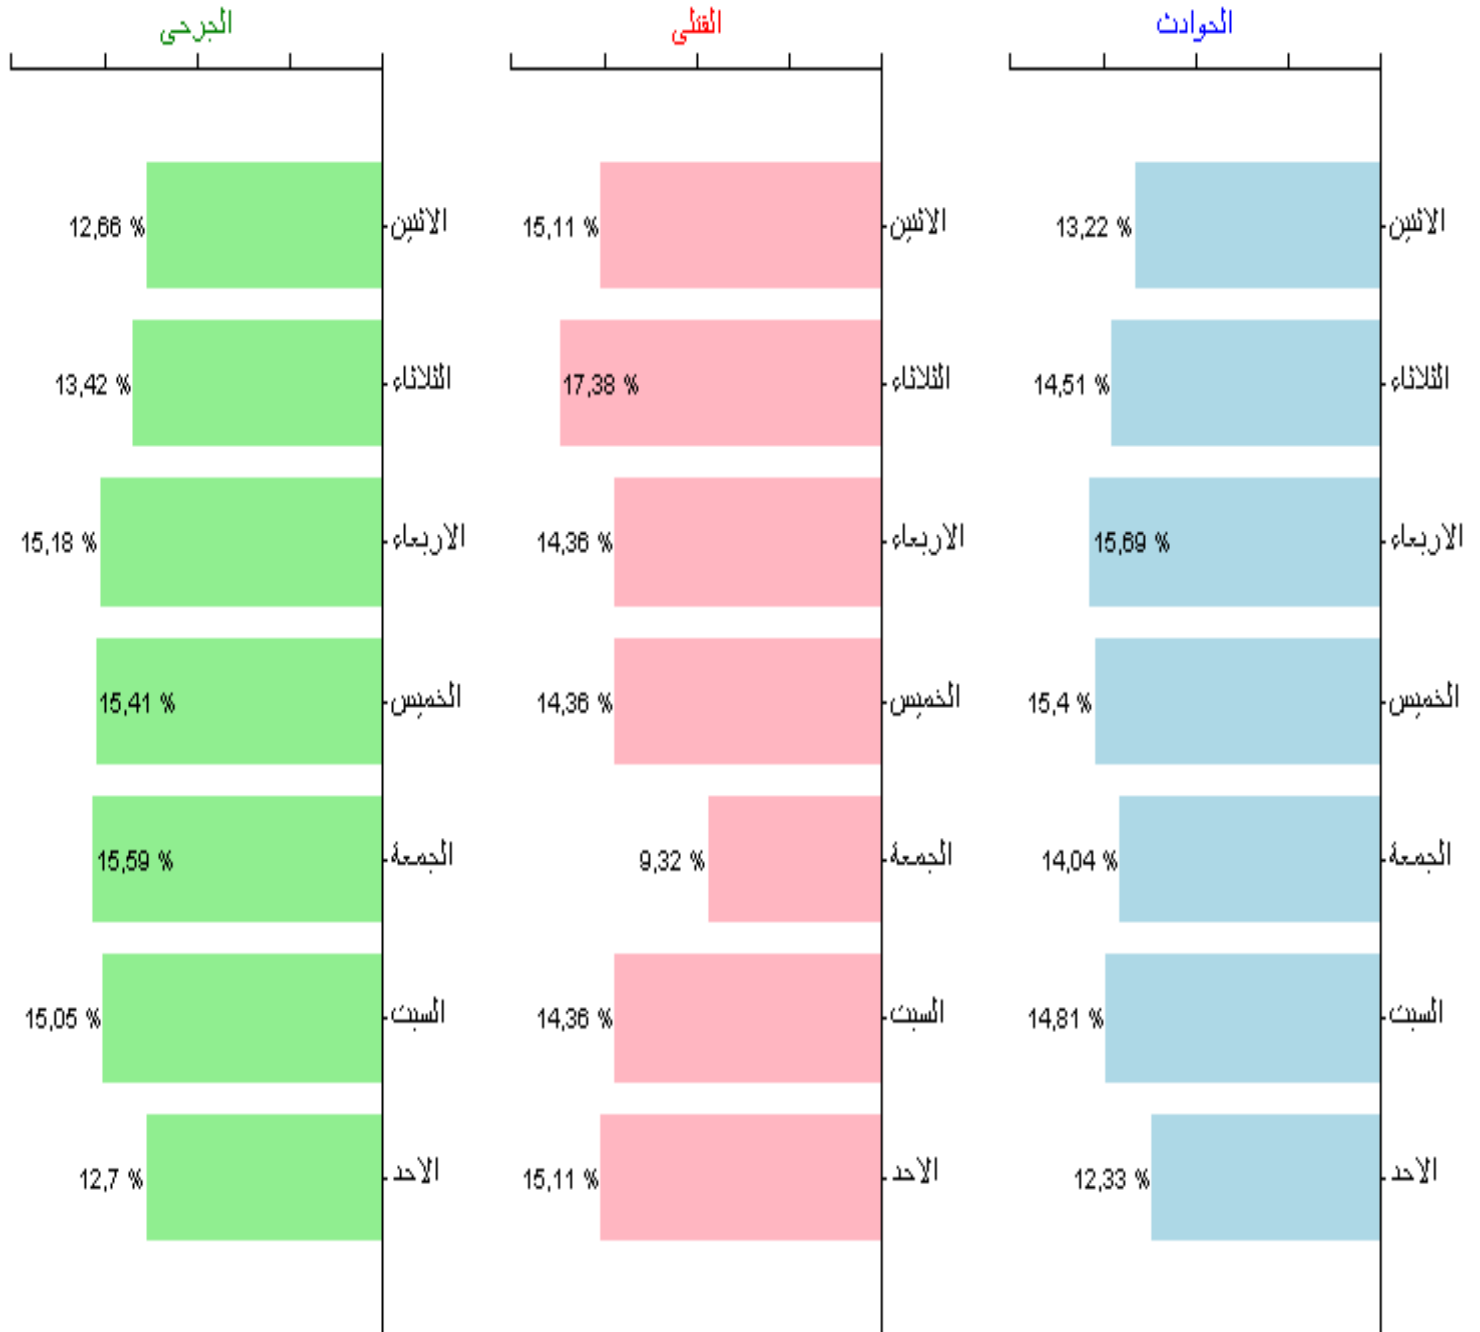 الحوادث
الاثنين
13,22 %
الثلاثاء
14,51 %
الاربعاء
15,69 %
الخميس
15,4 %
الجمعة
14,04 %
السبت
14,81 %
الاحد
12,33 %
القتلى
الاثنين
15,11 %
الثلاثاء
17,38 %
الاربعاء
14,36 %
الخميس
14,36 %
الجمعة
9,32 %
السبت
14,36 %
الاحد
15,11 %
الجرحى
الاثنين
12,66 %
الثلاثاء
13,42 %
الاربعاء
15,18 %
الخميس
15,41 %
الجمعة
15,59 %
السبت
15,05 %
الاحد
12,7 %